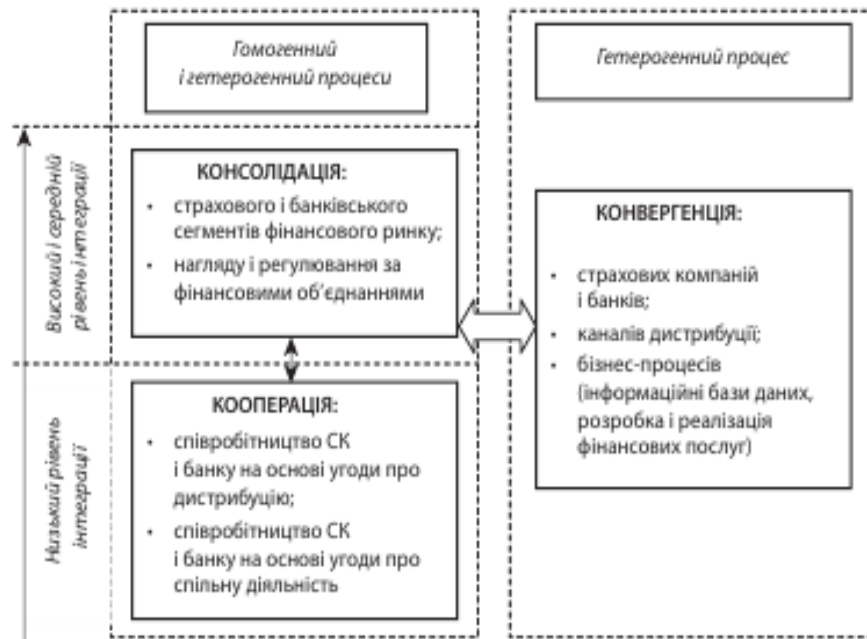 Гомогенний
і гетерогенний процеси
Гетерогенний процес
Високий і середній
рівень інтеграції
КОНСОЛІДАЦІЯ:
• страхового і банківського
сегментів фінансового ринку;
• нагляду і регулювання за
фінансовими об’єднаннями
КОНВЕРГЕНЦІЯ:
• страхових компаній
і банків;
• каналів дистрибуції;
• бізнес-процесів
(інформаційні бази даних,
розробка і реалізація
фінансових послуг)
Низький рівень
інтеграції
КООПЕРАЦІЯ:
• співробітництво СК
і банку на основі угоди про
дистрибуцію;
• співробітництво СК
і банку на основі угоди про
спільну діяльність